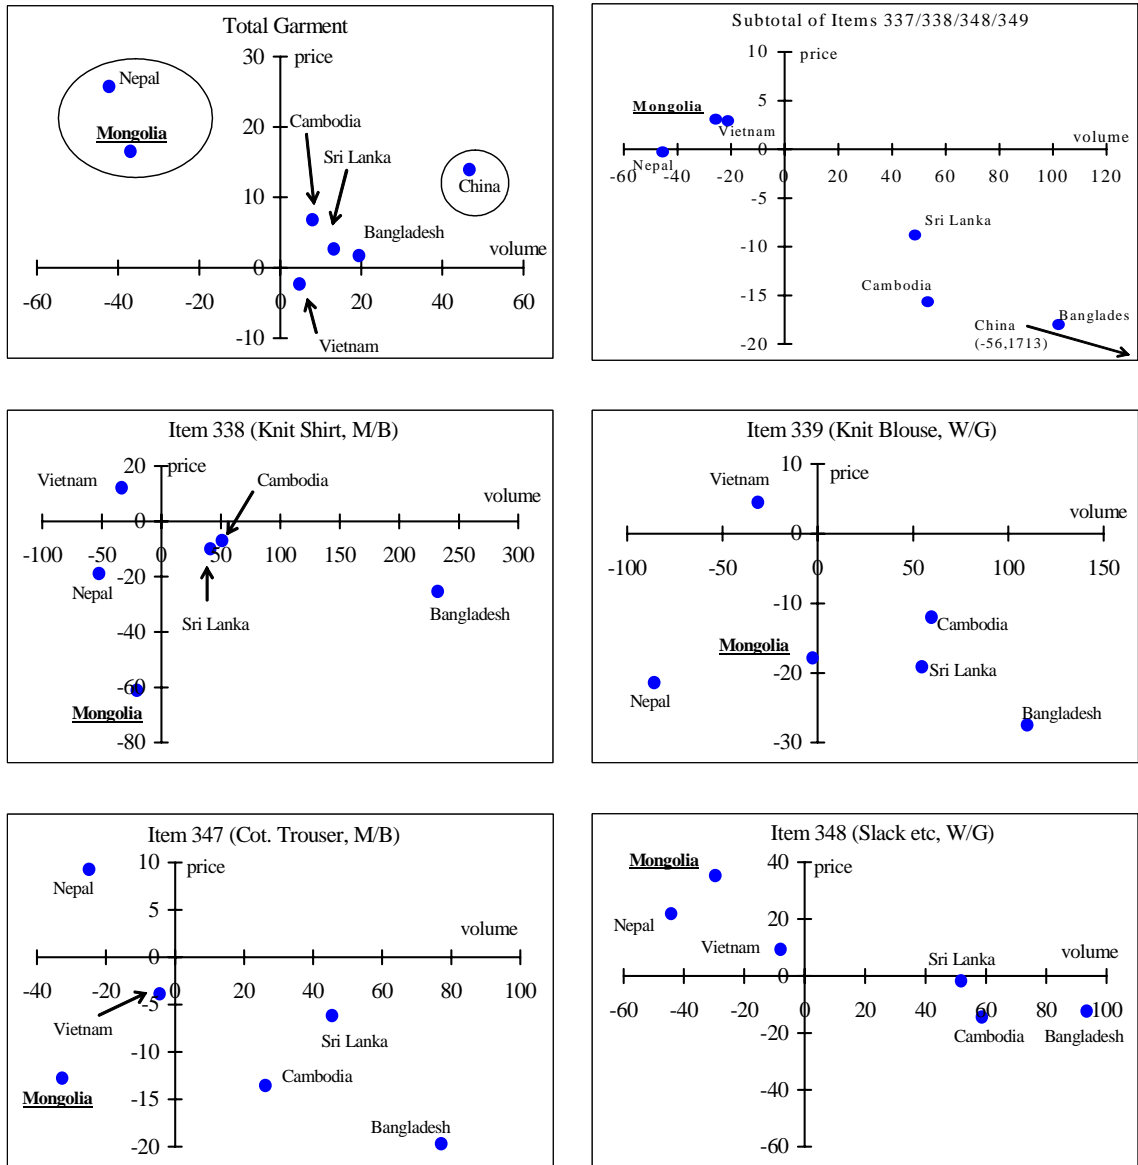 Total Garment
price
30
20
10
0
-10
-60
-40
-20
0
20
40
60
volume
Nepal
Mongolia
Cambodia
Sri Lanka
China
Bangladesh
Vietnam
Subtotal of Items 337/338/348/349
price
10
5
0
-5
-10
-15
-20
-60
-40
-20
0
20
40
60
80
100
120
volume
Mongolia
Vietnam
Nepal
Sri Lanka
Cambodia
Banglades
China
(-56,1713)
Item 338 (Knit Shirt, M/B)
price
20
0
-20
-40
-60
-80
-100
-50
0
50
100
150
200
250
300
volume
Vietnam
Cambodia
Nepal
Sri Lanka
Bangladesh
Mongolia
Item 339 (Knit Blouse, W/G)
price
10
0
-10
-20
-30
-100
-50
0
50
100
150
volume
Vietnam
Cambodia
Mongolia
Sri Lanka
Nepal
Bangladesh
Item 347 (Cot. Trouser, M/B)
price
10
5
0
-5
-10
-15
-20
-40
-20
0
20
40
60
80
100
volume
Nepal
Vietnam
Sri Lanka
Cambodia
Mongolia
Bangladesh
Item 348 (Slack etc, W/G)
price
40
20
0
-20
-40
-60
-60
-40
-20
0
20
40
60
80
100
volume
Mongolia
Nepal
Vietnam
Sri Lanka
Cambodia
Bangladesh